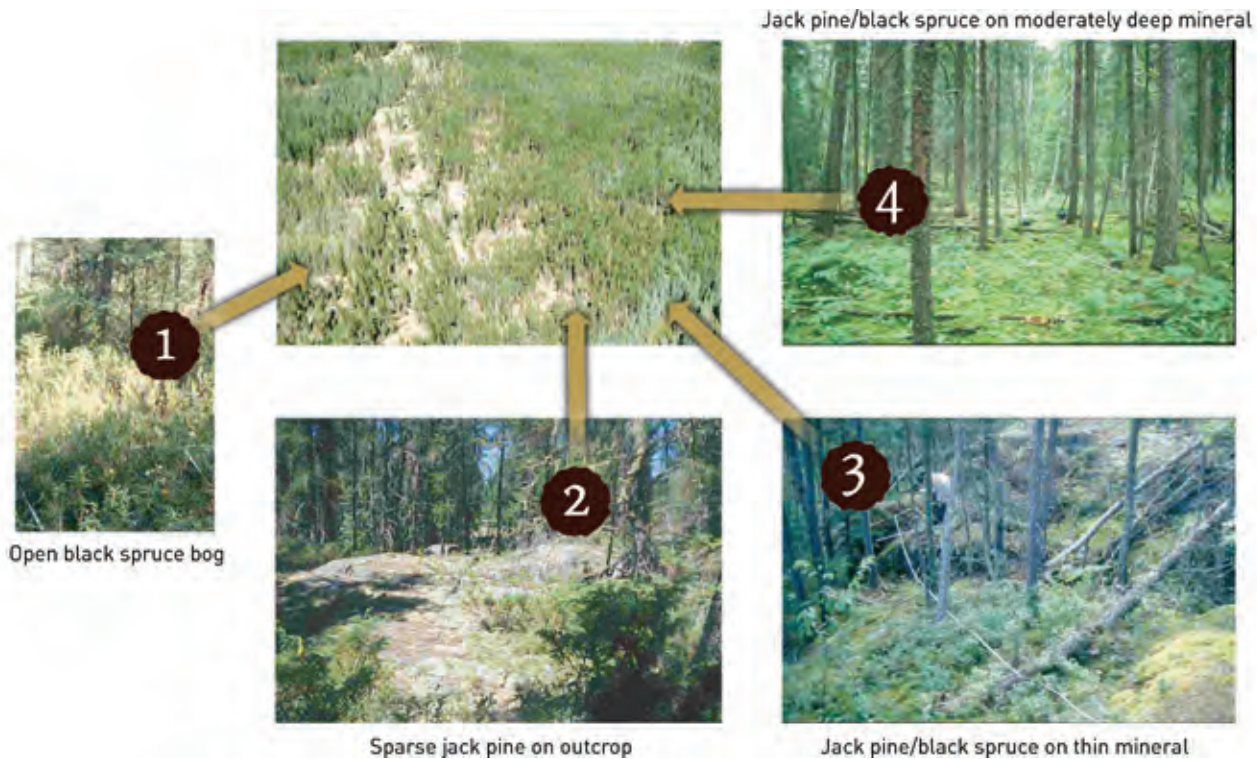 Jack pine/black spruce on moderately deep mineral
4
1
Open black spruce bog
2
3
Sparse jack pine on outcrop
Jack pine/black spruce on thin mineral